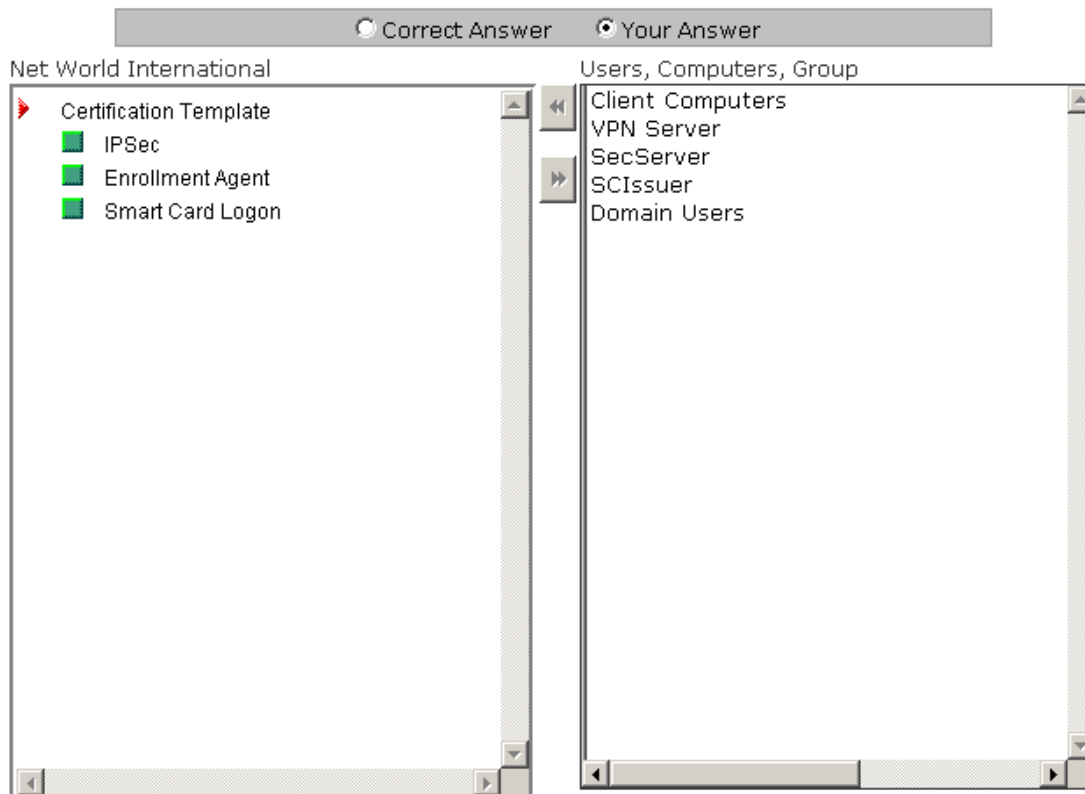 Correct Answer Your Answer
Net World International
Certification Template
IPSec
Enrollment Agent
Smart Card Logon
Users, Computers, Group
Client Computers
VPN Server
SecServer
SCIssuer
Domain Users